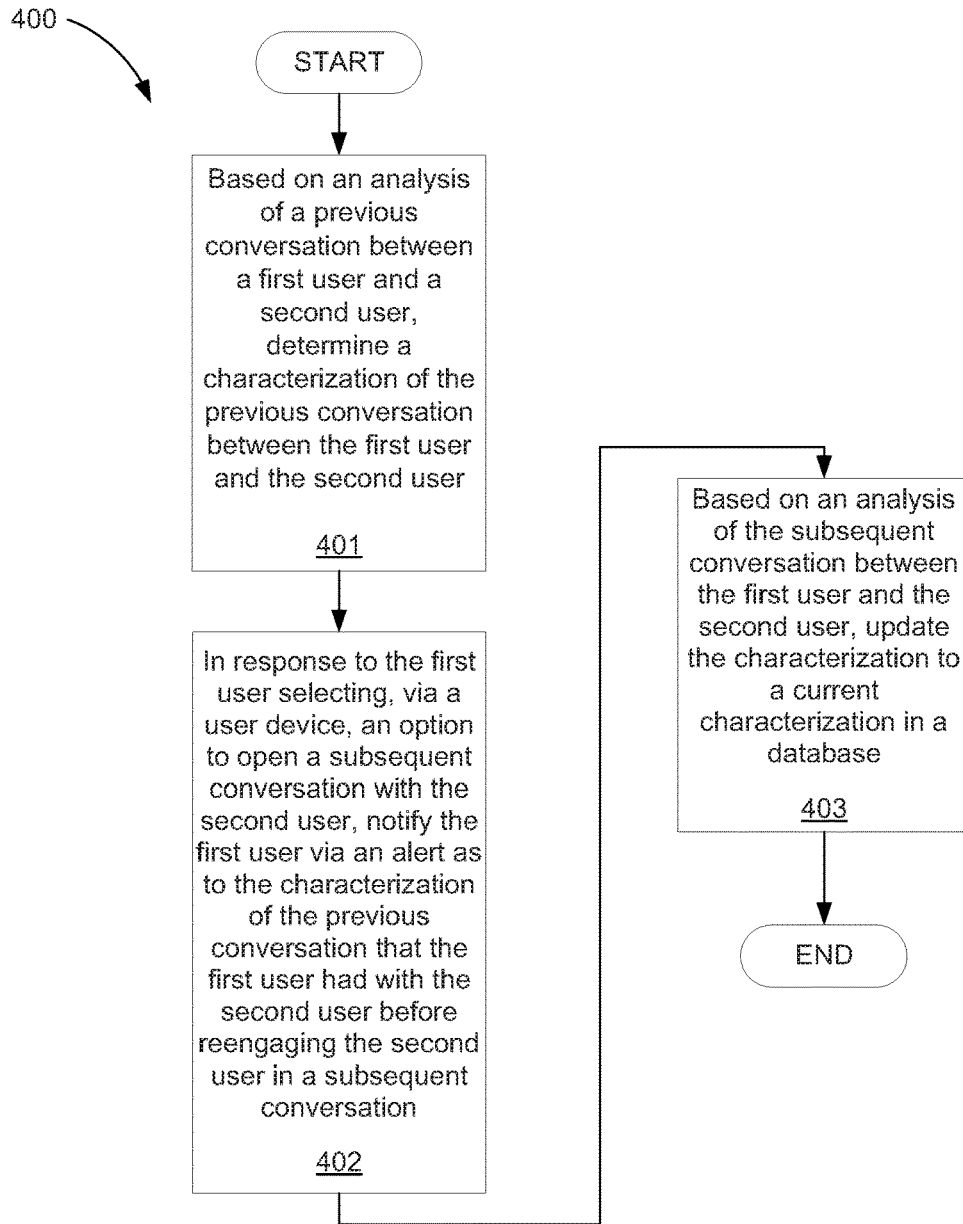 400
START
Based on an analysis
of a previous
conversation between
a first user and a
second user,
determine a
characterization of the
previous conversation
between the first user
and the second user
401
In response to the first
user selecting, via a
user device, an option
to open a subsequent
conversation with the
second user, notify the
first user via an alert as
to the characterization
of the previous
conversation that the
first user had with the
second user before
reengaging the second
user in a subsequent
conversation
402
Based on an analysis
of the subsequent
conversation between
the first user and the
second user, update
the characterization to
a current
characterization in a
database
403
END